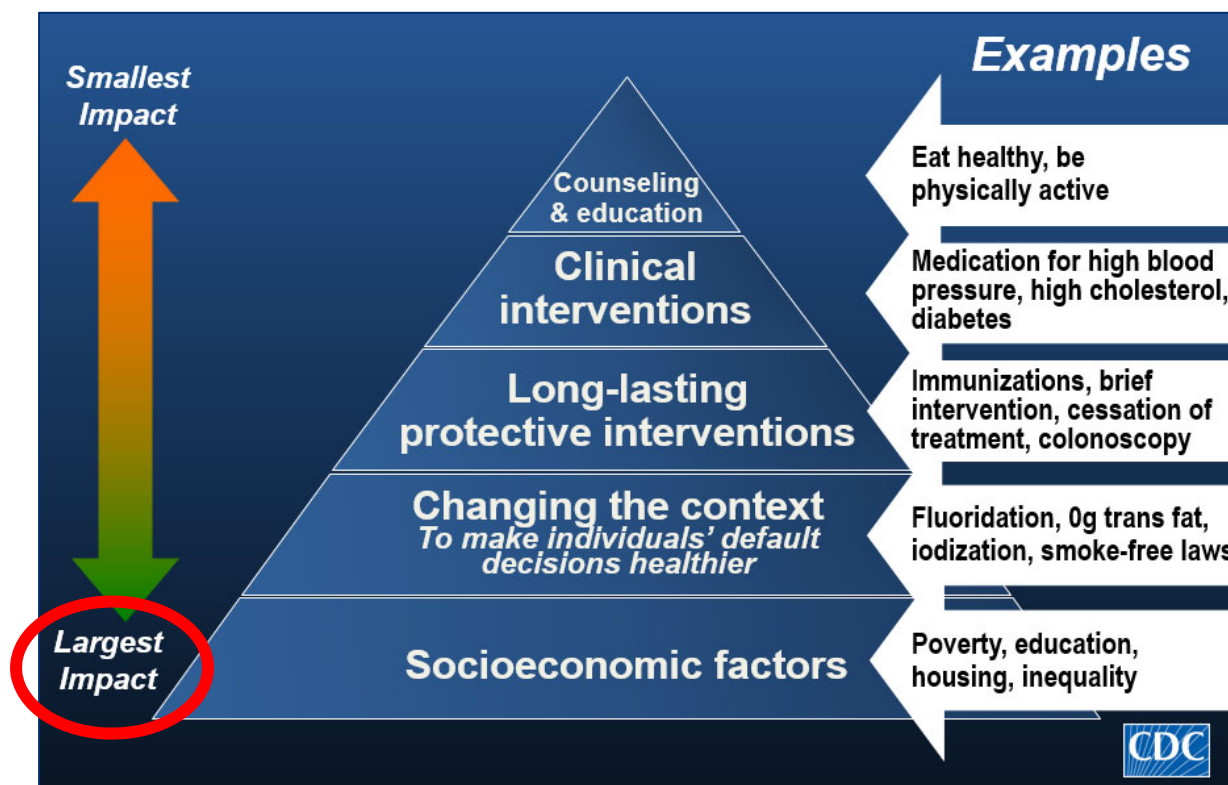 Examples
Smallest
Impact
Counseling
& education
Eat healthy, be
physically active
Clinical
interventions
Medication for high blood
pressure, high cholesterol,
diabetes
Long-lasting
protective interventions
Immunizations, brief
intervention, cessation of
treatment, colonoscopy
Changing the context
To make individuals’ default
decisions healthier
Fluoridation, 0g trans fat,
iodization, smoke-free laws
Largest
Impact
Socioeconomic factors
Poverty, education,
housing, inequality
CDC